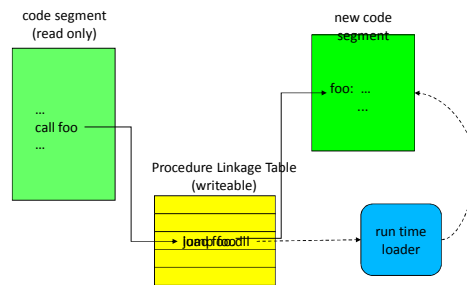 code segment
(read only)
new code
segment
…
call foo
…
foo: …
…
Procedure Linkage Table
(writeable)
run time
loader